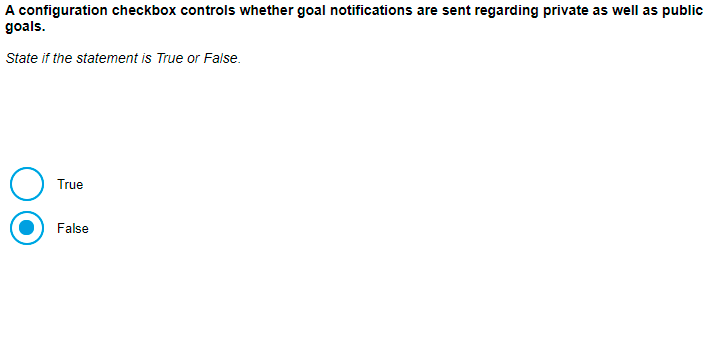 A configuration checkbox controls whether goal notifications are sent regarding private as well as public
goals.
State if the statement is True or False.
True
False